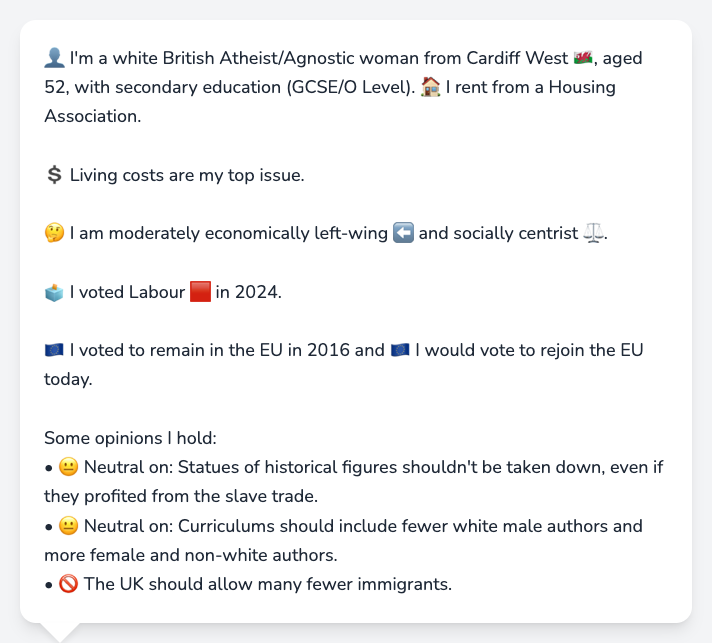 👤 I'm a white British Atheist/Agnostic woman from Cardiff West 🏴󠁧󠁢󠁷󠁬󠁳󠁿, aged
52, with secondary education (GCSE/O Level). 🏠 I rent from a Housing
Association.
💲 Living costs are my top issue.
🤔 I am moderately economically left-wing ⬅️ and socially centrist ⚖️.
🗳️ I voted Labour 🟥 in 2024.
🇪🇺 I voted to remain in the EU in 2016 and 🇪🇺 I would vote to rejoin the EU
today.
Some opinions I hold:
• 😐 Neutral on: Statues of historical figures shouldn't be taken down, even if
they profited from the slave trade.
• 😐 Neutral on: Curriculums should include fewer white male authors and
more female and non-white authors.
• 🚫 The UK should allow many fewer immigrants.